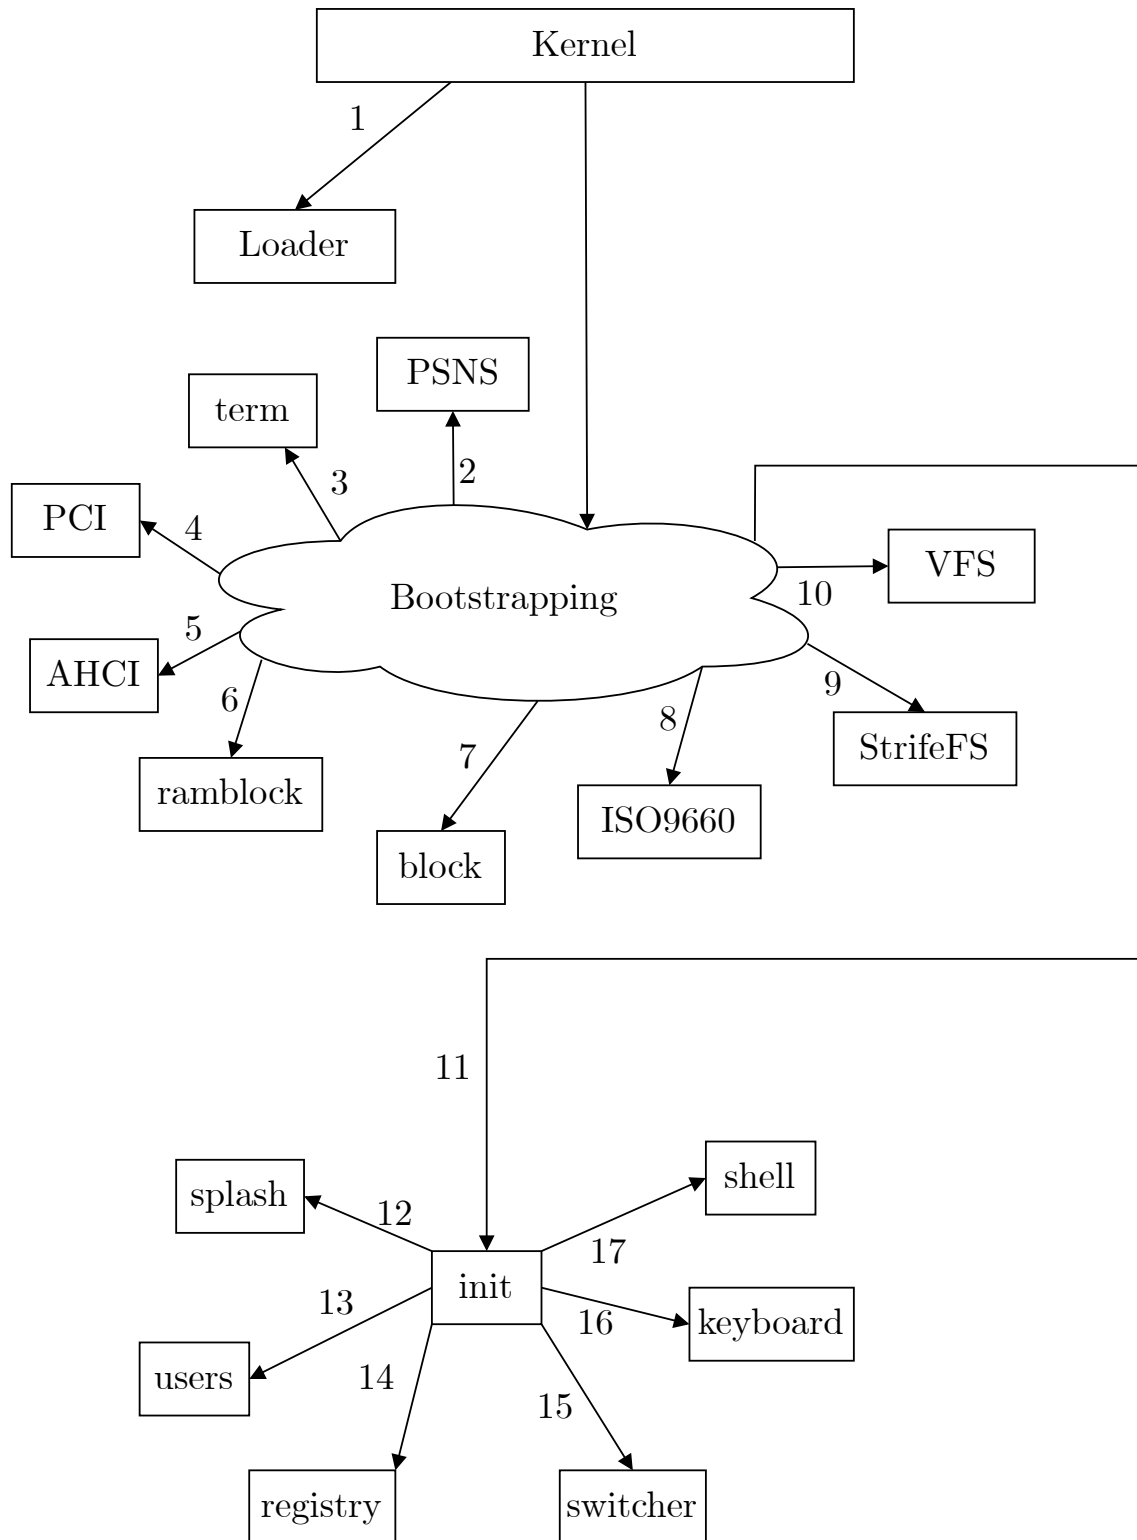 Kernel
1
Loader
PSNS
term
2
3
PCI
4
VFS
10
Bootstrapping
5
AHCI
9
6
8
StrifeFS
7
ramblock
ISO9660
block
11
shell
splash
12
17
init
13
16
keyboard
users
14
15
registry
switcher